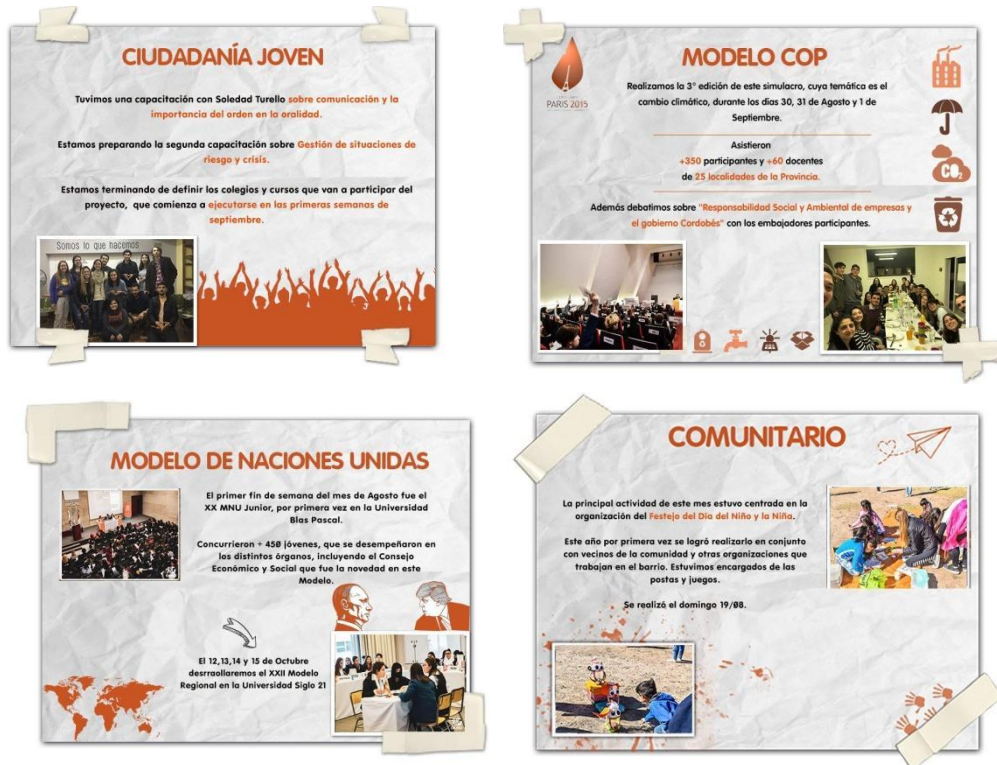 CIUDADANÍA JOVEN
Tuvimos una capacitación con Soledad Turello sobre comunicación y la
importancia del orden en la oralidad.
Estamos preparando la segunda capacitación sobre Gestión de situaciones de
riesgo y crisis.
Estamos terminando de definir los colegios y cursos que van a participar del
proyecto, que comienza a ejecutarse en las primeras semanas de
septiembre.
Somos lo que hacemos
MODELO COP
PARIS 2015
Realizamos la 3° edición de este simulacro, cuya temática es el
cambio climático, durante los días 30, 31 de Agosto y 1 de
Septiembre.
Asistieron
+350 participantes y +60 docentes
de 25 localidades de la Provincia.
CO2
Además debatimos sobre "Responsabilidad Social y Ambiental de empresas y
el gobierno Cordobés" con los embajadores participantes.
MODELO DE NACIONES UNIDAS
El primer fin de semana del mes de Agosto fue el
XX MNU Junior, por primera vez en la Universidad
Blas Pascal.
Concurrieron + 450 jóvenes, que se desempeñaron en
los distintos órganos, incluyendo el Consejo
Económico y Social que fue la novedad en este
Modelo.
El 12,13,14 y 15 de Octubre
desrraollaremos el XXII Modelo
Regional en la Universidad Siglo 21
COMUNITARIO
La principal actividad de este mes estuvo centrada en la
organización del Festejo del Día del Niño y la Niña.
Este año por primera vez se logró realizarlo en conjunto
con vecinos de la comunidad y otras organizaciones que
trabajan en el barrio. Estuvimos encargados de las
postas y juegos.
Se realizó el domingo 19/08.